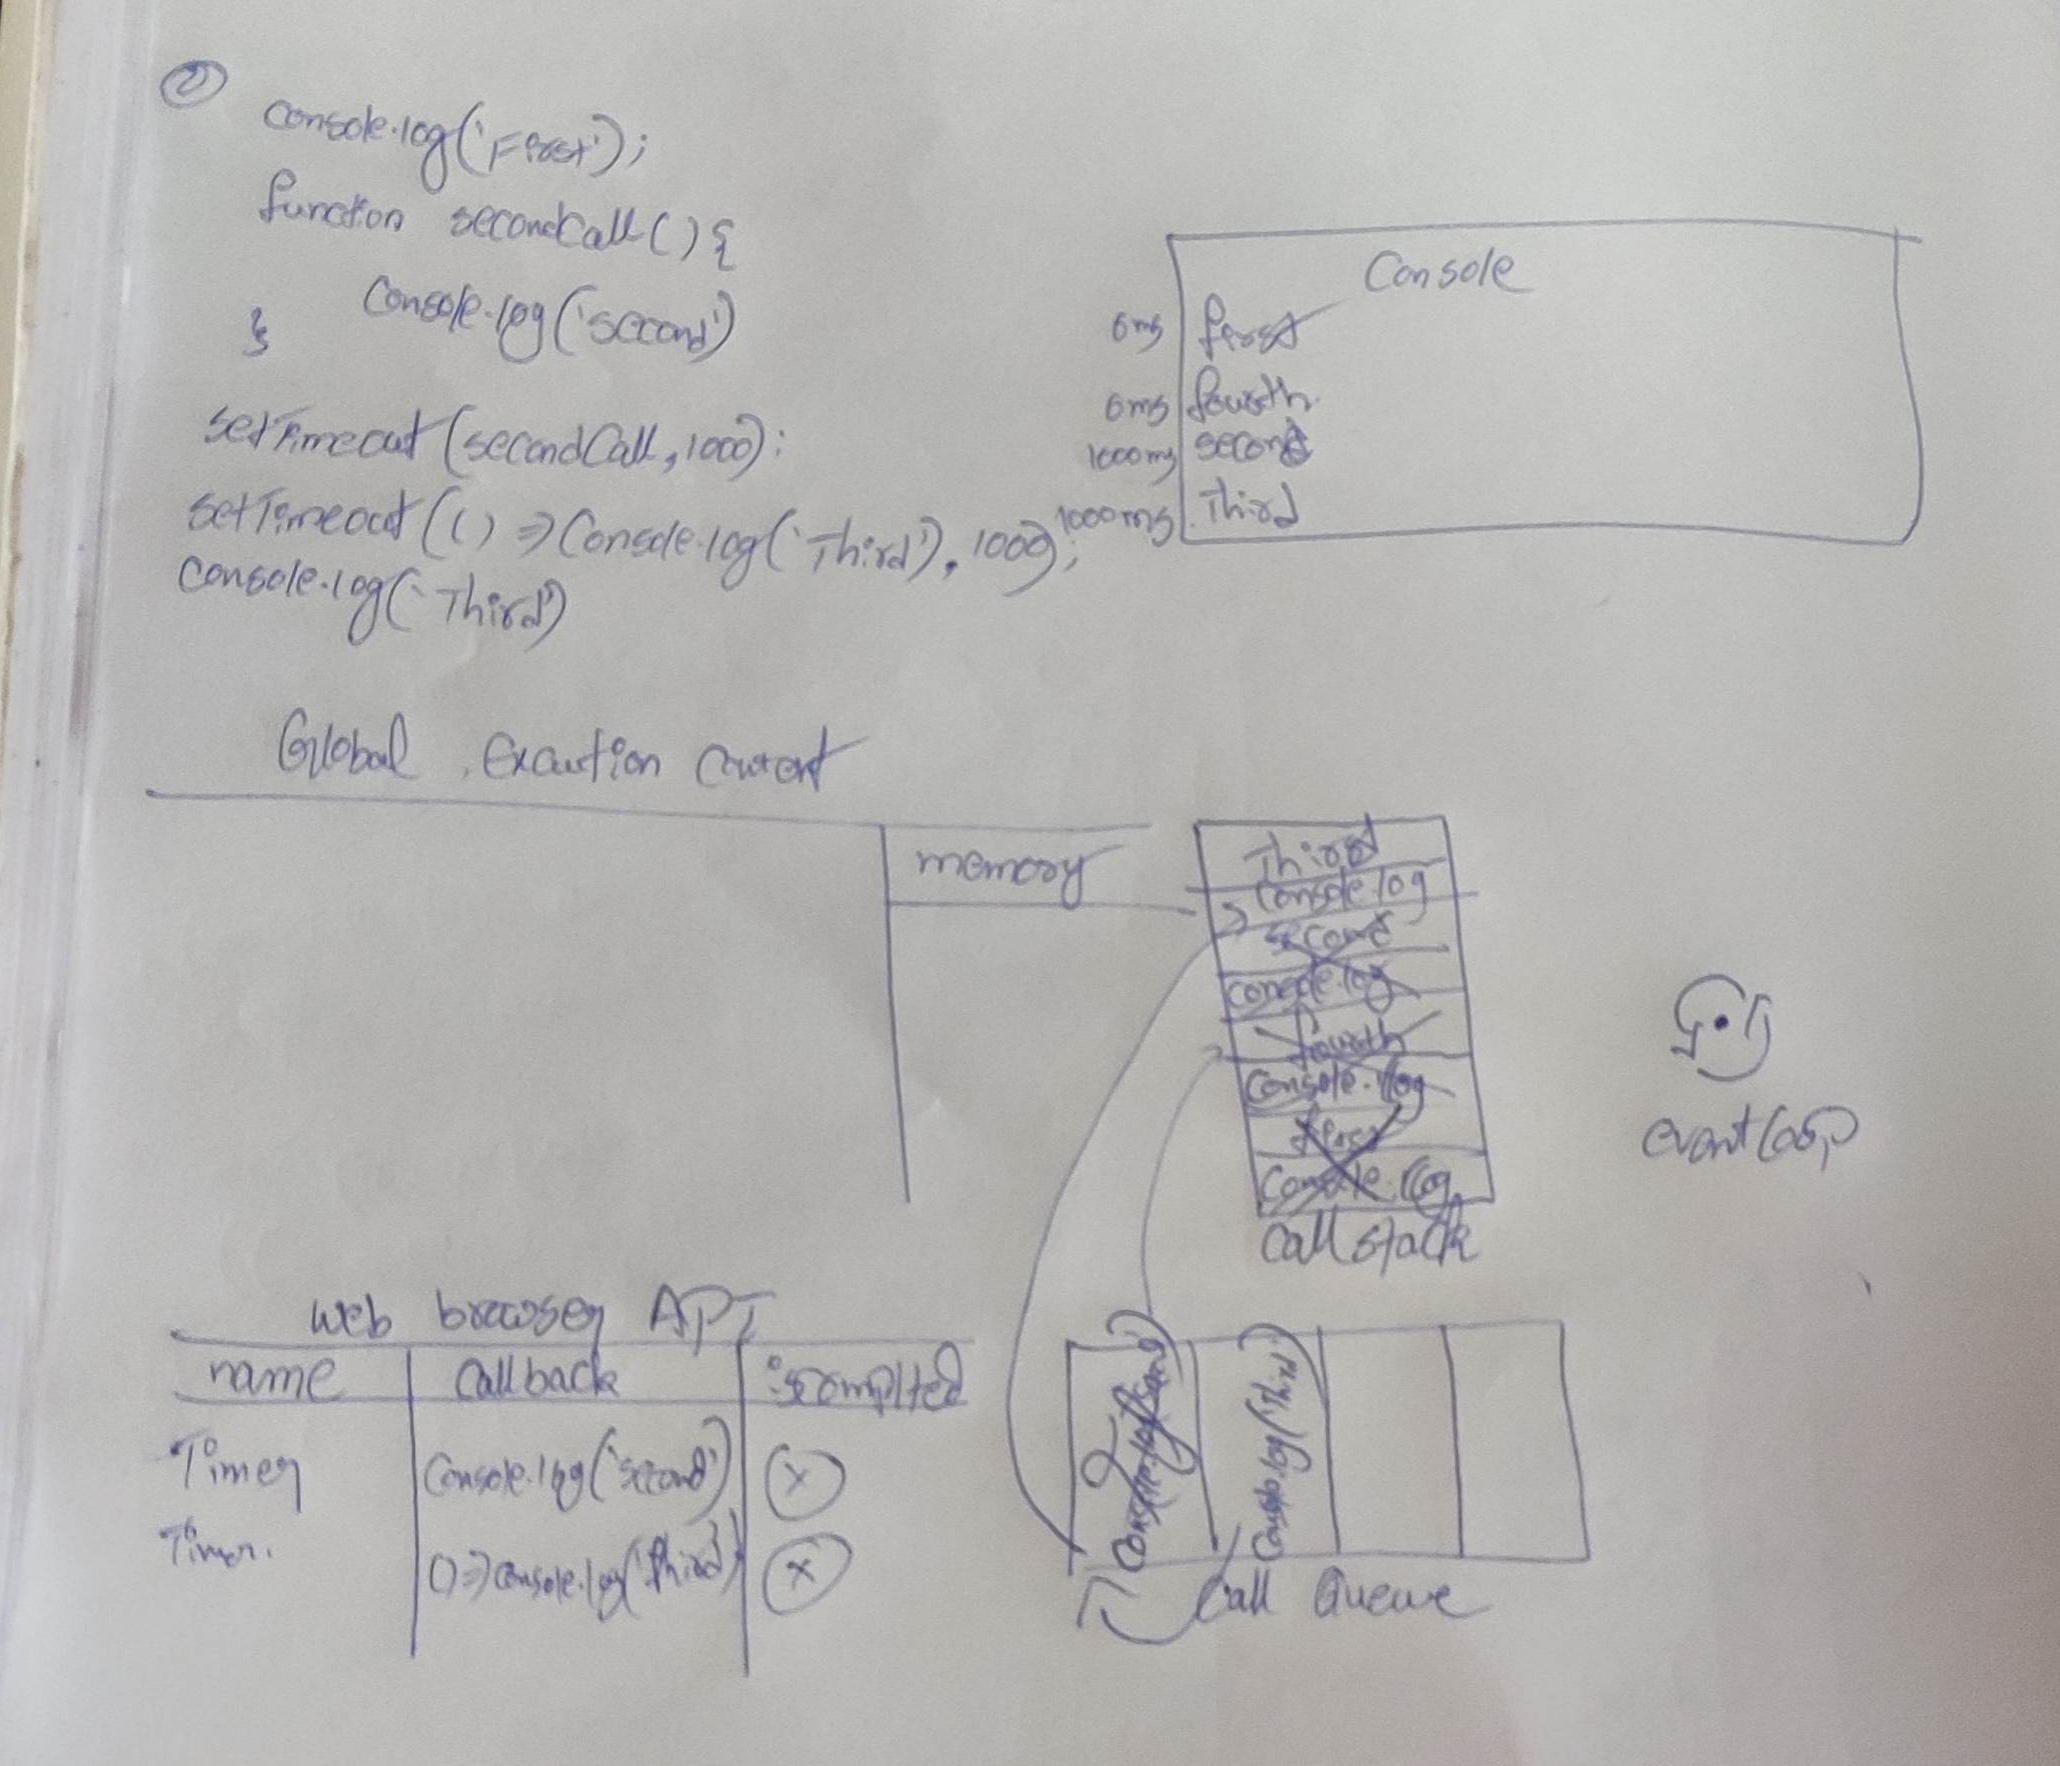 2
console.log('First');
function secondCall() {
console.log('second')
}
setTimeout(secondCall, 1000);
setTimeout(() => Console.log('Third'), 1000);
console.log('Third')
Console
0ms first
0ms fourth
1000ms second
1000ms Third
Global Excution context
memory
Third
console.log
second
console.log
fourth
Console.log
first
Console.log
Call stack
event loop
web browser API
name Callback iscomplted
Timer Console.log('second') X
Timer. () => console.log('third') X
Console.log('second')
Console.log('Third')
Call Queue